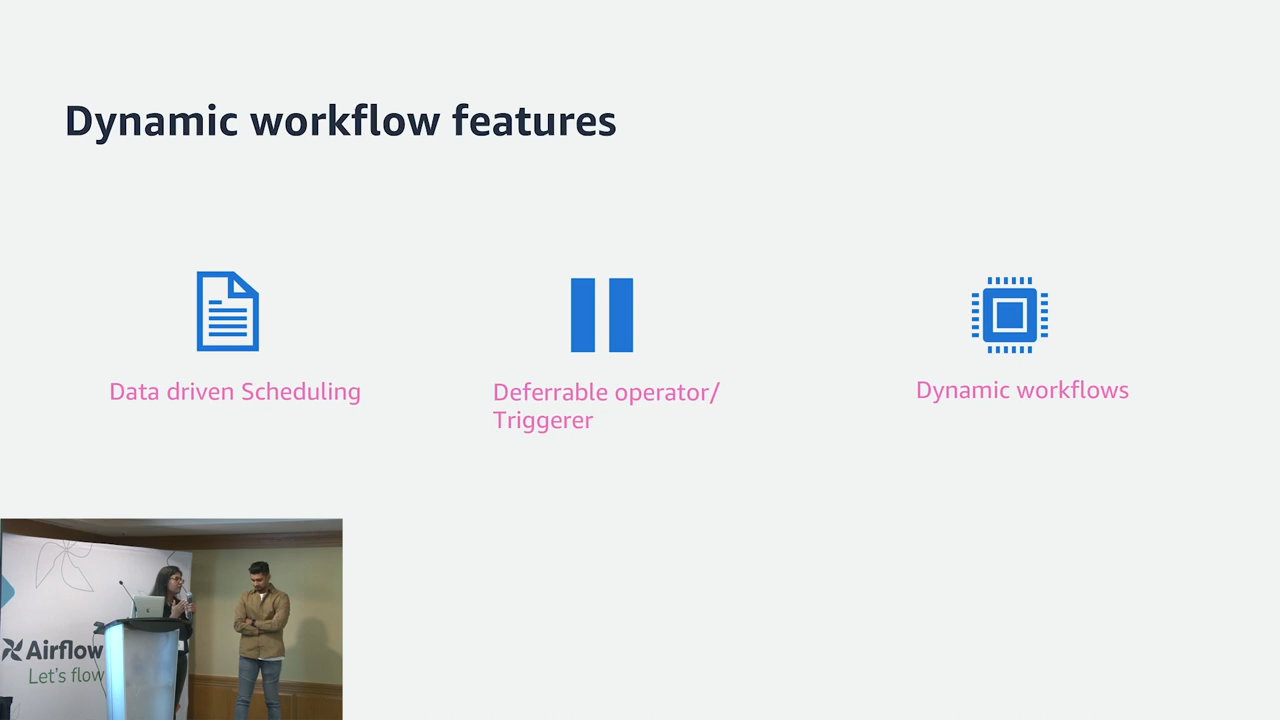 Dynamic workflow features
Data driven Scheduling
Deferrable operator/
Triggerer
Dynamic workflows
Airflow
Let's flow